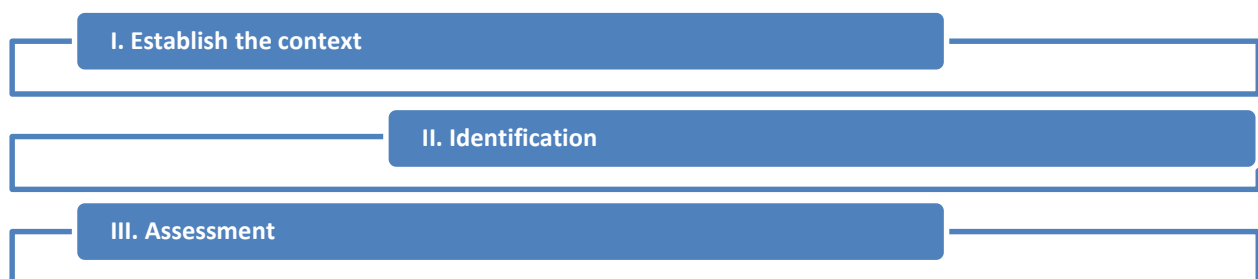 I. Establish the context
II. Identification
III. Assessment